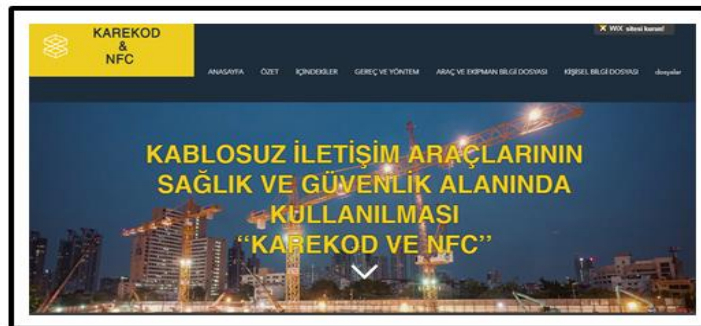 KAREKOD
&
NFC
WiX sitesi kurun!
ANASAYFA ÖZET İÇİNDEKİLER GEREÇ VE YÖNTEM ARAÇ VE EKİPMAN BİLGİ DOSYASI KİŞİSEL BİLGİ DOSYASI dosyalar
KABLOSUZ İLETİŞİM ARAÇLARININ
SAĞLIK VE GÜVENLİK ALANINDA
KULLANILMASI
‘‘KAREKOD VE NFC’’